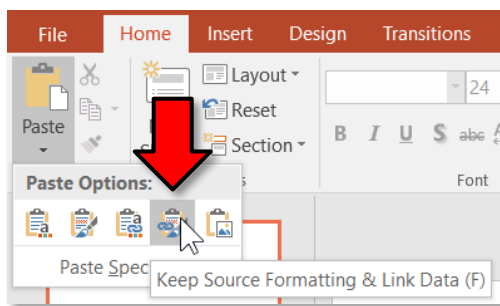 File Home Insert Design Transitions
Layout
24
Reset
Paste
Section
B I U S abc
Paste Options:
Font
Paste Spec
Keep Source Formatting & Link Data (F)